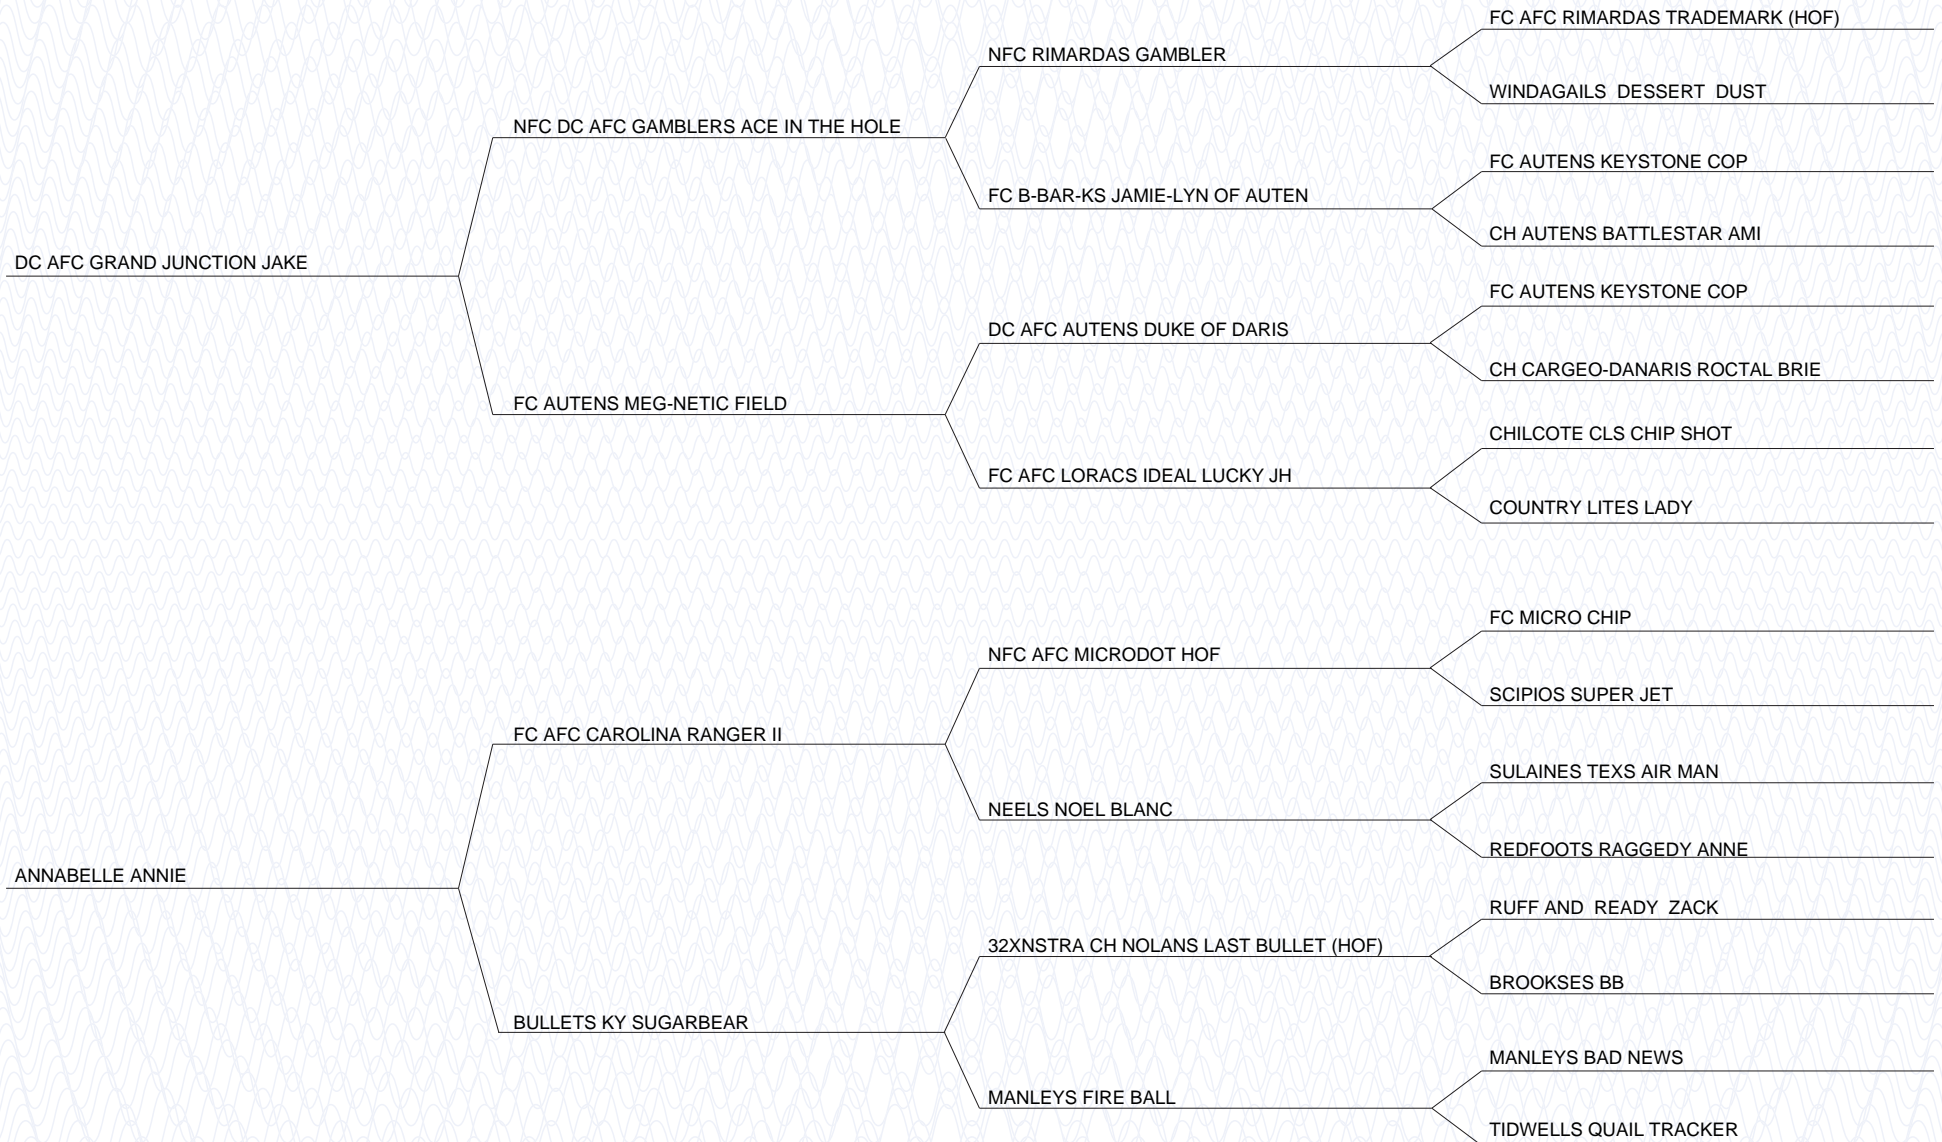 FC AFC RIMARDAS TRADEMARK (HOF)
NFC RIMARDAS GAMBLER
WINDAGAILS  DESSERT  DUST
NFC DC AFC GAMBLERS ACE IN THE HOLE
FC AUTENS KEYSTONE COP
FC B-BAR-KS JAMIE-LYN OF AUTEN
CH AUTENS BATTLESTAR AMI
DC AFC GRAND JUNCTION JAKE
FC AUTENS KEYSTONE COP
DC AFC AUTENS DUKE OF DARIS
CH CARGEO-DANARIS ROCTAL BRIE
FC AUTENS MEG-NETIC FIELD
CHILCOTE CLS CHIP SHOT
FC AFC LORACS IDEAL LUCKY JH
COUNTRY LITES LADY
FC MICRO CHIP
NFC AFC MICRODOT HOF
SCIPIOS SUPER JET
FC AFC CAROLINA RANGER II
SULAINES TEXS AIR MAN
NEELS NOEL BLANC
REDFOOTS RAGGEDY ANNE
ANNABELLE ANNIE
RUFF AND  READY  ZACK
32XNSTRA CH NOLANS LAST BULLET (HOF)
BROOKSES BB
BULLETS KY SUGARBEAR
MANLEYS BAD NEWS
MANLEYS FIRE BALL
TIDWELLS QUAIL TRACKER